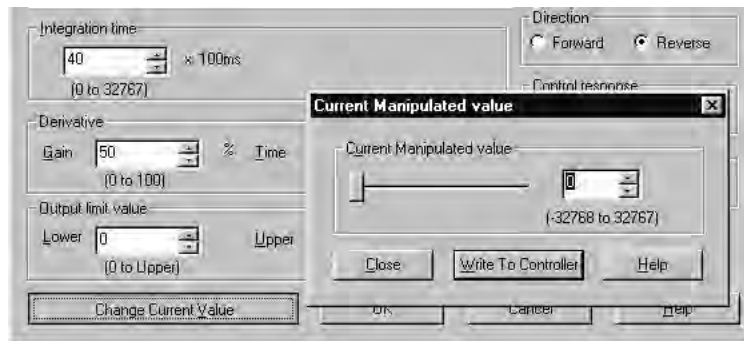 Integration time
40 x 100ms
(0 to 32767)
Direction
Forward Reverse
Control response
Current Manipulated value
Derivative
Gain 50 % Time
(0 to 100)
Current Manipulated value
0
(-32768 to 32767)
Output limit value
Lower 0 Upper
(0 to Upper)
Close Write To Controller Help
Change Current Value OK Cancel Help